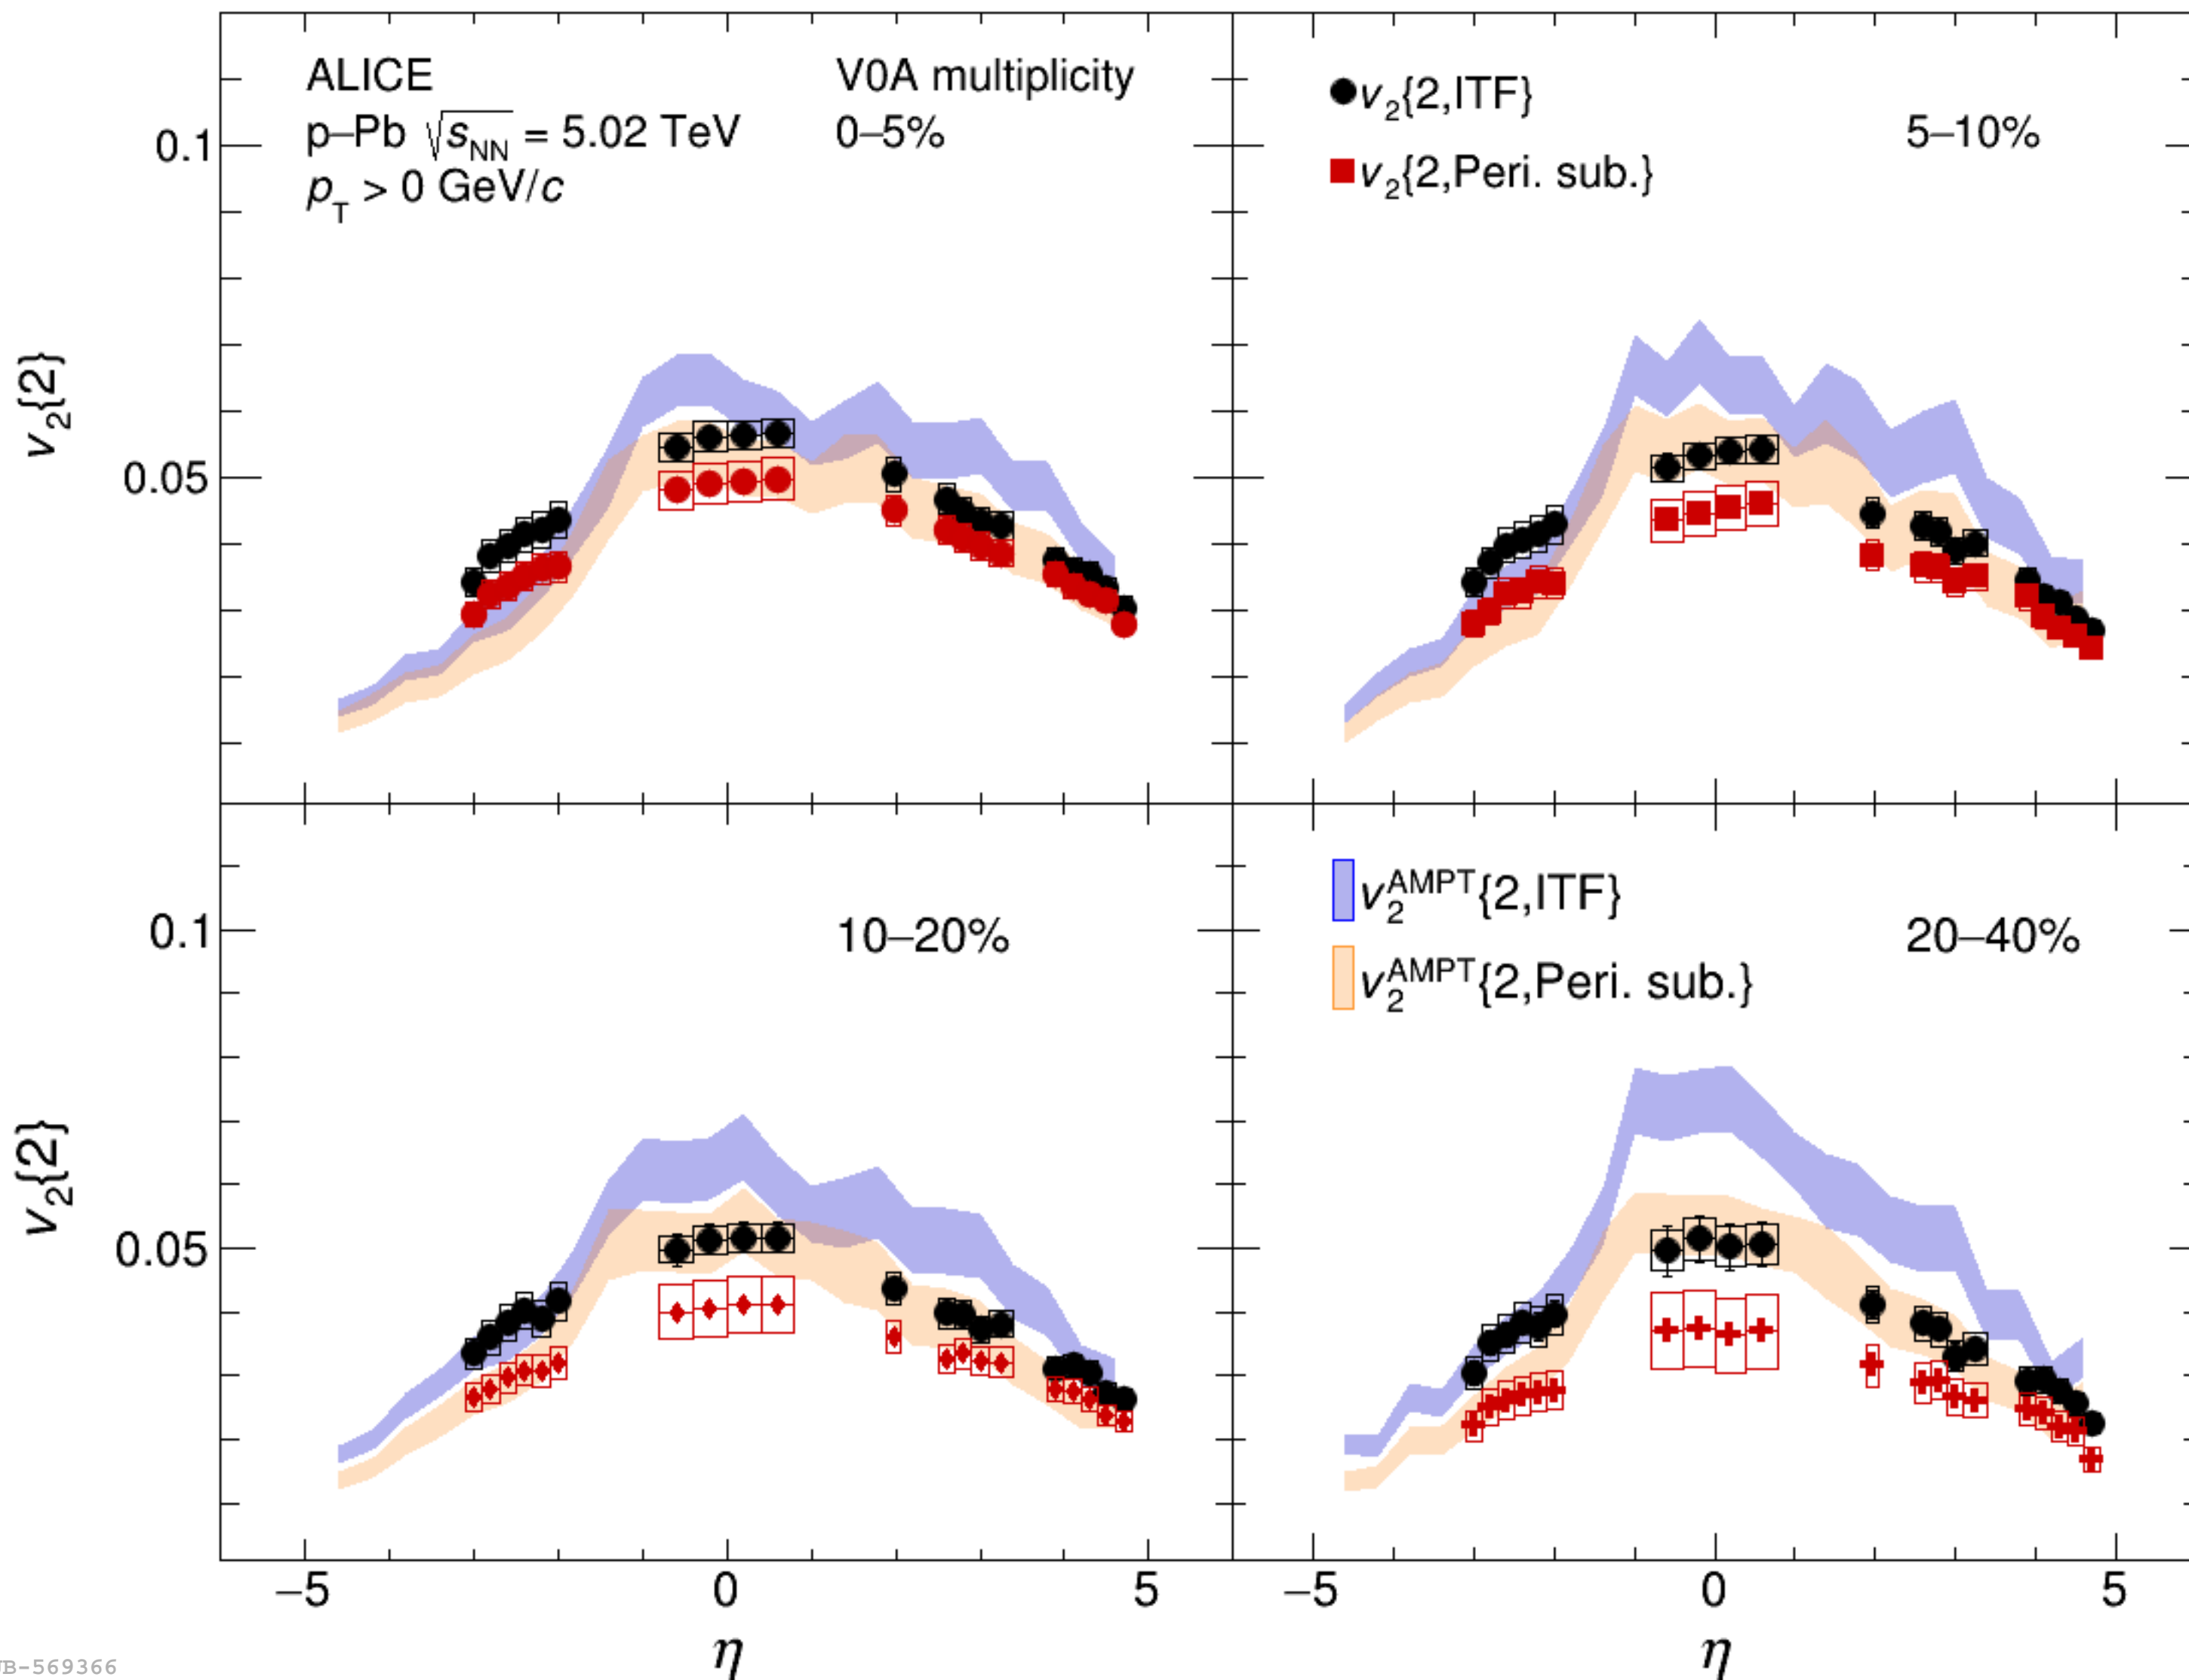 ALICE
V0A multiplicity
p–Pb √sNN = 5.02 TeV
0–5%
pT > 0 GeV/c
v2{2,ITF}
5–10%
v2{2,Peri. sub.}
0.1
0.05
v2{2}
10–20%
v2AMPT{2,ITF}
20–40%
v2AMPT{2,Peri. sub.}
0.1
0.05
v2{2}
−5 0 5
−5 0 5
η
η
B-569366